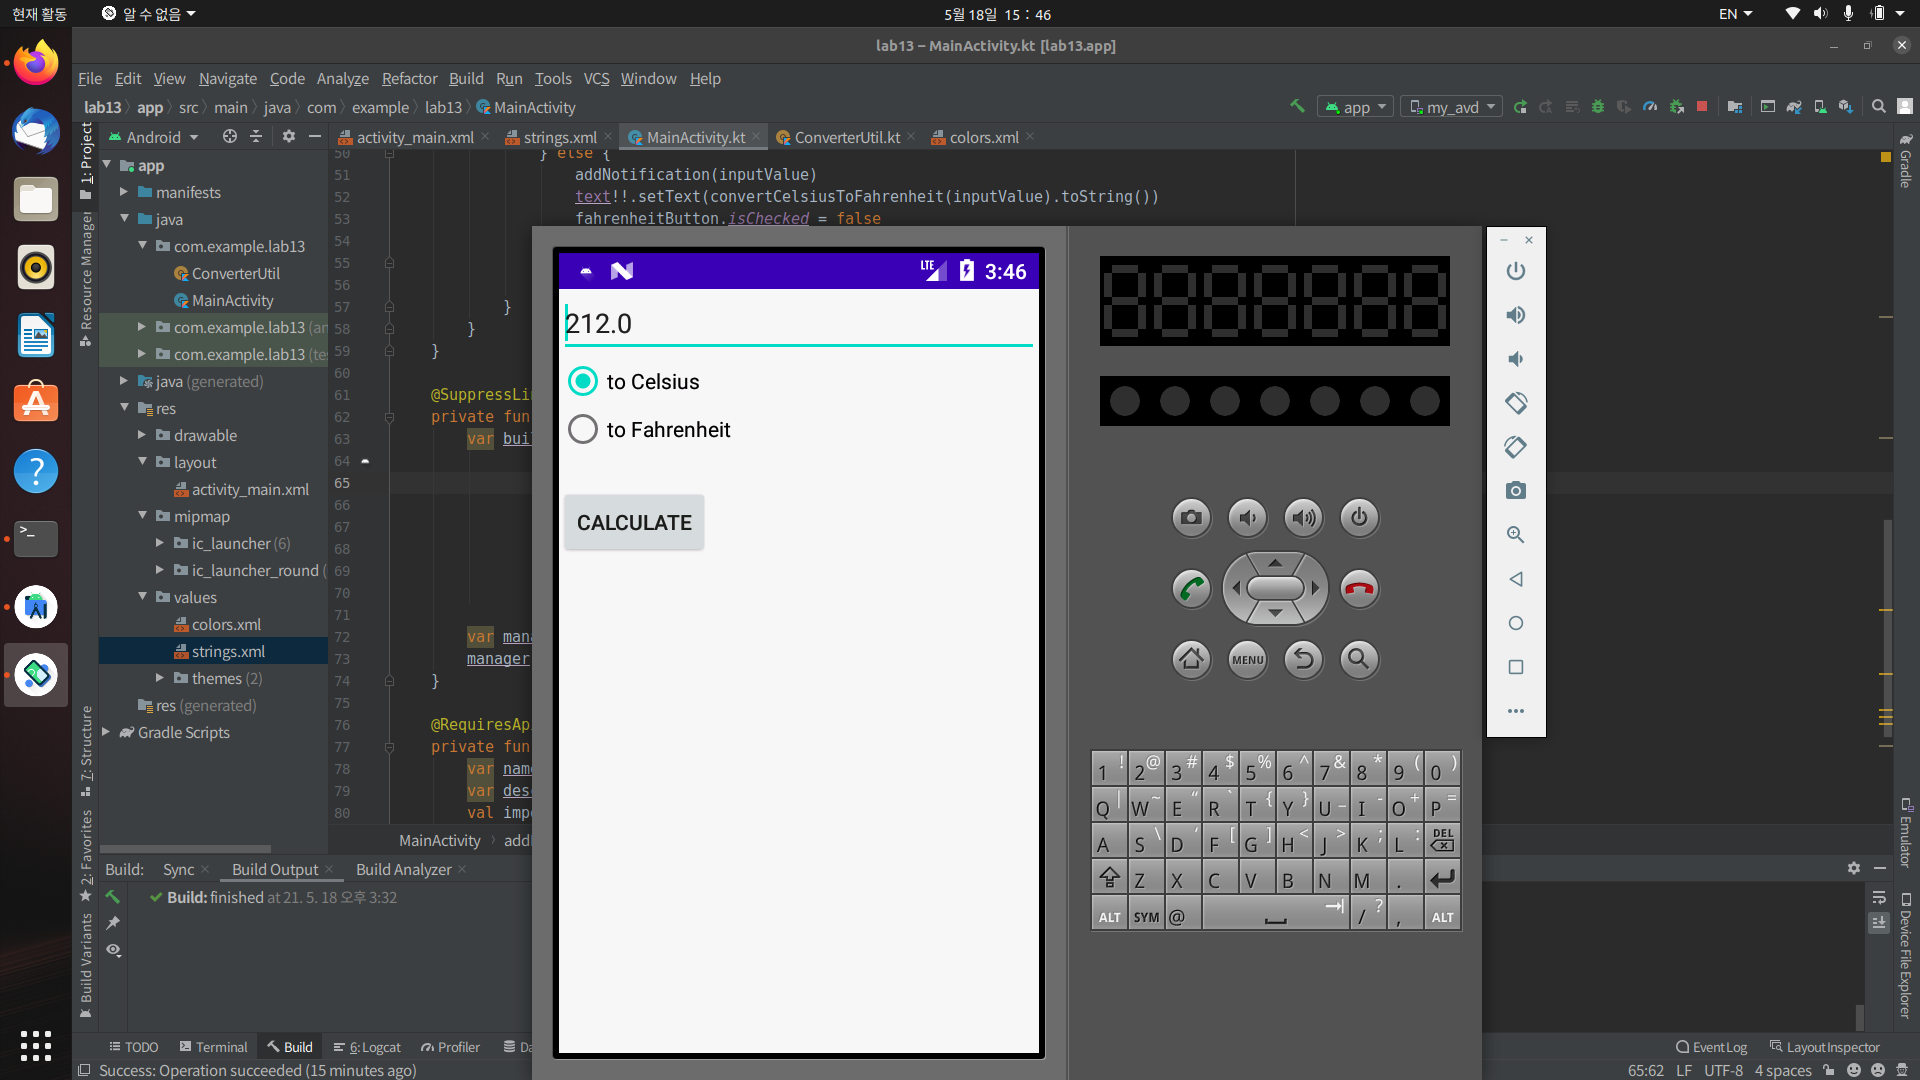 현재 활동 알 수 없음 5월 18일 15 : 46 EN
lab13 – MainActivity.kt [lab13.app]
File Edit View Navigate Code Analyze Refactor Build Run Tools VCS Window Help
lab13 app src main java com example lab13 MainActivity app my_avd
Android activity_main.xml strings.xml MainActivity.kt ConverterUtil.kt colors.xml
1: Project
Resource Manager
7: Structure
2: Favorites
Build Variants
app
manifests
java
com.example.lab13
ConverterUtil
MainActivity
com.example.lab13 (an
com.example.lab13 (te
java (generated)
res
drawable
layout
activity_main.xml
mipmap
ic_launcher (6)
ic_launcher_round (
values
colors.xml
strings.xml
themes (2)
res (generated)
Gradle Scripts
50 } else {
51 addNotification(inputValue)
52 text!!.setText(convertCelsiusToFahrenheit(inputValue).toString())
53 fahrenheitButton.isChecked = false
54
55
56
57 }
58 }
59 }
60
61 @SuppressLi
62 private fun
63 var bui
64
65
66
67
68
69
70
71
72 var man
73 manager
74 }
75
76 @RequiresAp
77 private fun
78 var name
79 var desc
80 val impo
MainActivity add
LTE 3:46
212.0
to Celsius
to Fahrenheit
CALCULATE
MENU
1 ! 2 @ 3 # 4 $ 5 % 6 ^ 7 & 8 * 9 ( 0 )
Q | W ~ E “ R ` T { Y } U _ I - O + P =
A S \ D ‘ F [ G ] H < J > K ; L : DEL
Z X C V B N M .
ALT SYM @ / ? , ALT
Gradle
Emulator
Device File Explorer
Build: Sync Build Output Build Analyzer
Build: finished at 21. 5. 18 오후 3:32
TODO Terminal Build 6: Logcat Profiler Da Event Log Layout Inspector
Success: Operation succeeded (15 minutes ago) 65:62 LF UTF-8 4 spaces